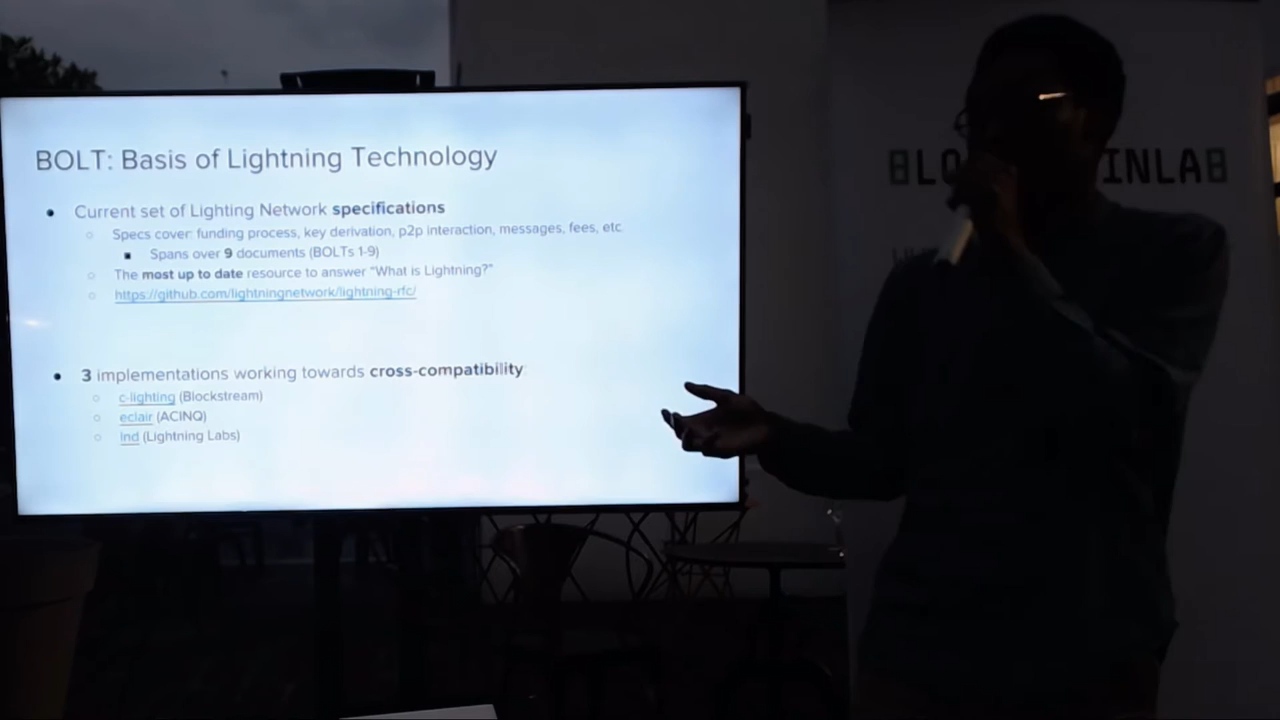 BOLT: Basis of Lightning Technology
Current set of Lighting Network specifications
Specs cover: funding process, key derivation, p2p interaction, messages, fees, etc
Spans over 9 documents (BOLTs 1-9)
The most up to date resource to answer “What is Lightning?”
https://github.com/lightningnetwork/lightning-rfc/
3 implementations working towards cross-compatibility
c-lighting (Blockstream)
eclair (ACINQ)
lnd (Lightning Labs)